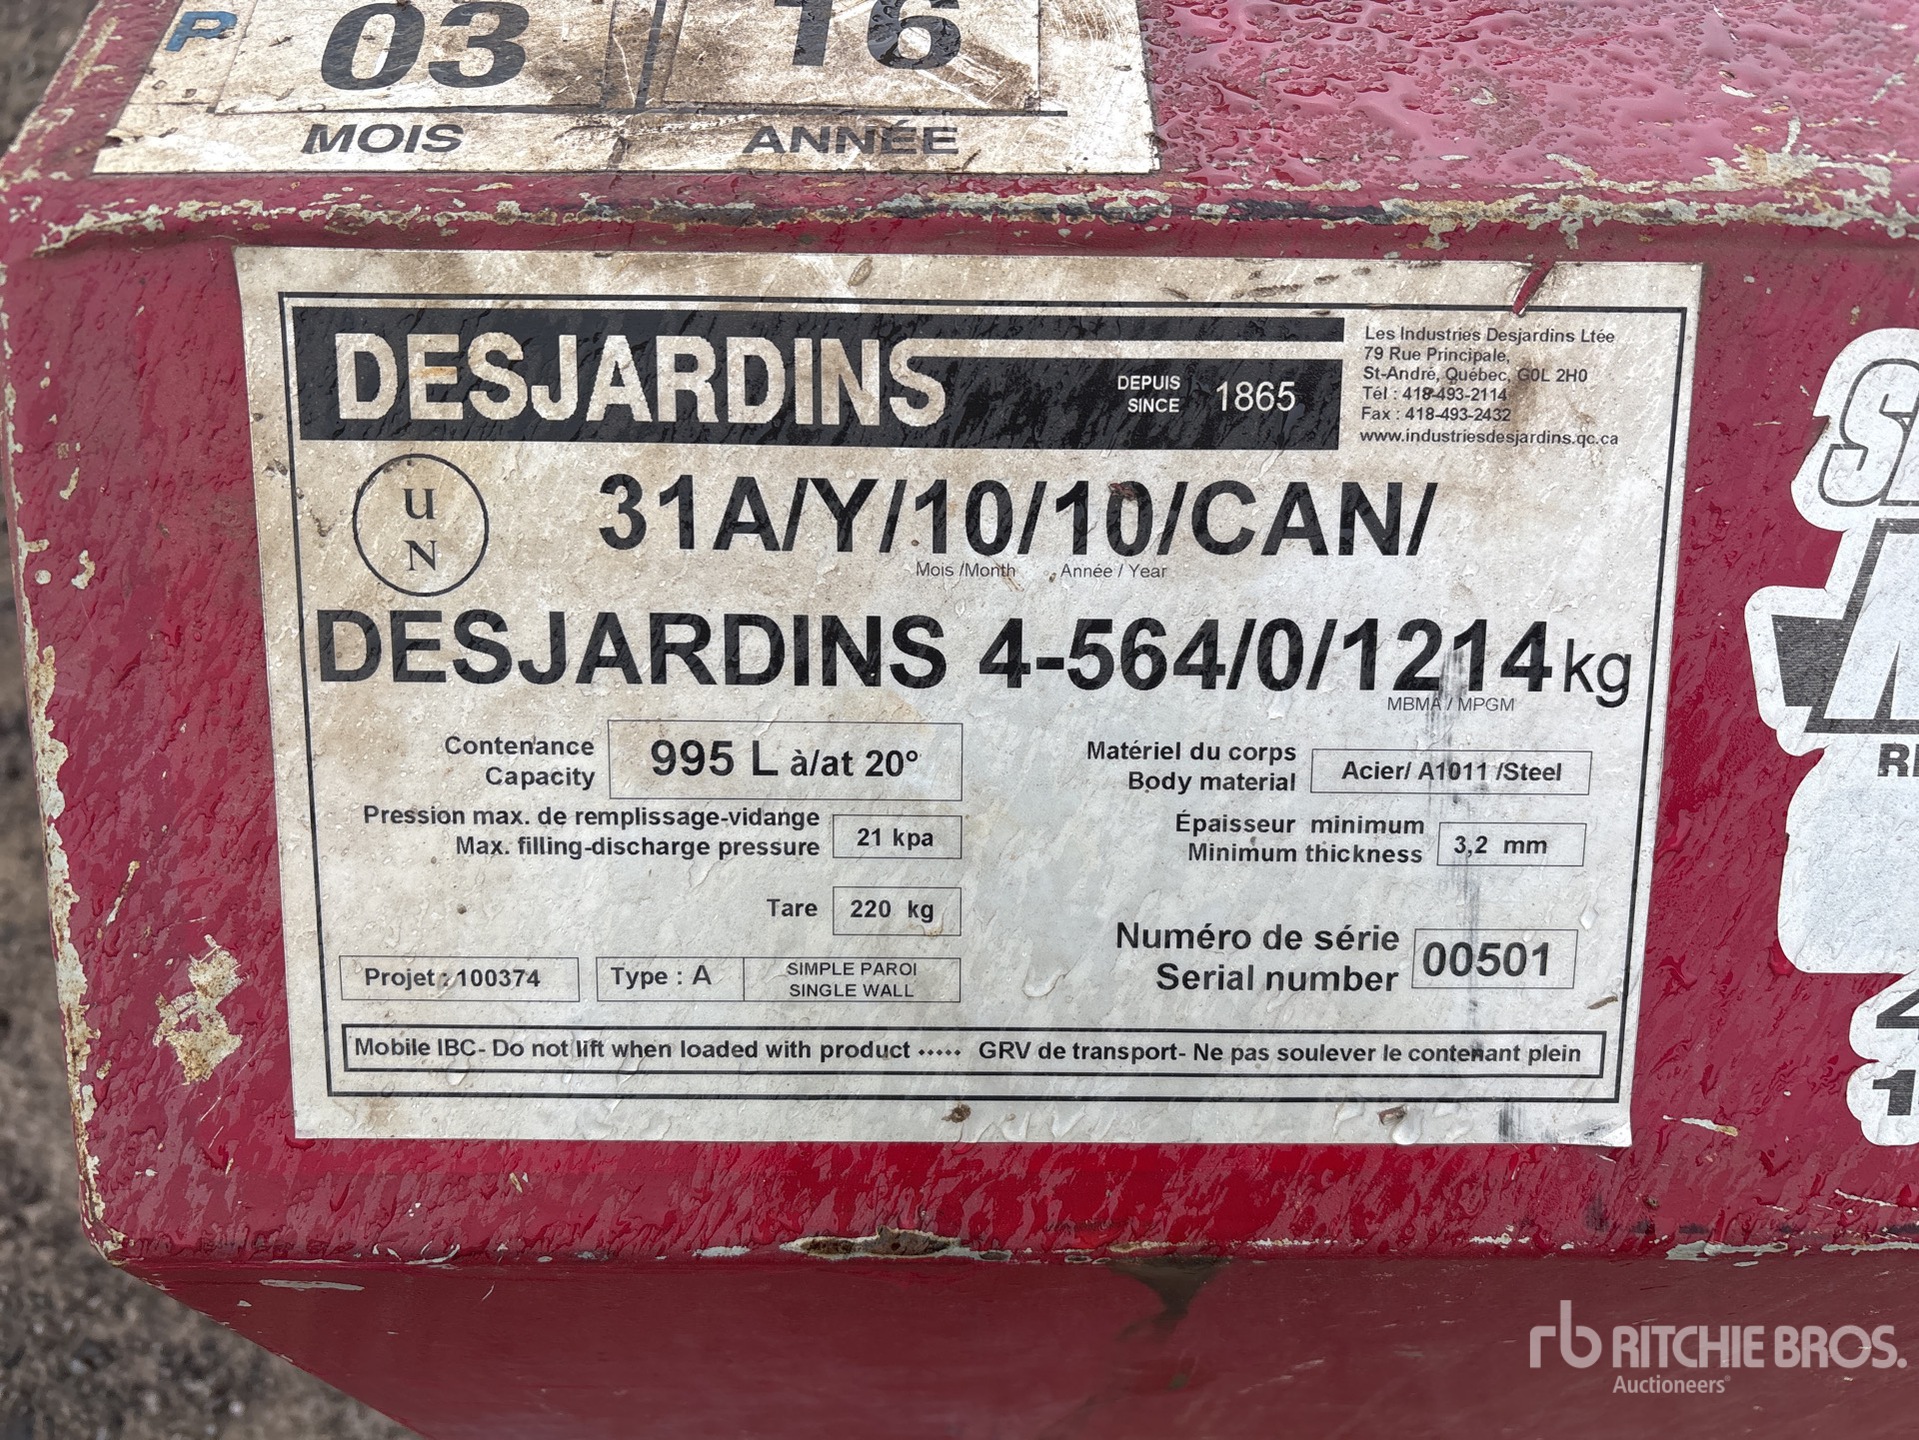 P
03 16
MOIS ANNÉE
DESJARDINS
DEPUIS
SINCE 1865
Les Industries Desjardins Ltée
79 Rue Principale,
St-André, Québec, G0L 2H0
Tél : 418-493-2114
Fax : 418-493-2432
www.industriesdesjardins.qc.ca
U
N
31A/Y/10/10/CAN/
Mois /Month Année / Year
DESJARDINS 4-564/0/1214 kg
MBMA / MPGM
Contenance
Capacity
995 L à/at 20°
Pression max. de remplissage-vidange
Max. filling-discharge pressure
21 kpa
Tare 220 kg
Matériel du corps
Body material
Acier/ A1011 /Steel
Épaisseur minimum
Minimum thickness
3,2 mm
Numéro de série
Serial number
00501
Projet : 100374
Type : A
SIMPLE PAROI
SINGLE WALL
Mobile IBC- Do not lift when loaded with product ..... GRV de transport- Ne pas soulever le contenant plein
rb RITCHIE BROS.
Auctioneers